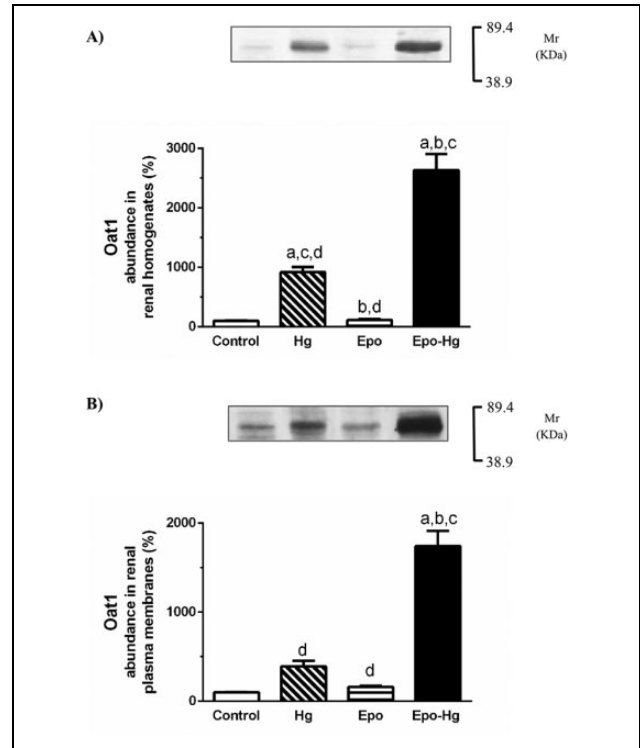 A)
89.4
Mr
(KDa)
38.9
Oat1
abundance in
renal homogenates (%)
3000
2500
2000
1000
0
a,c,d
b,d
a,b,c
Control Hg Epo Epo-Hg
B)
89.4
Mr
(KDa)
38.9
Oat1
abundance in renal
plasma membranes (%)
2000
1000
0
d
d
a,b,c
Control Hg Epo Epo-Hg